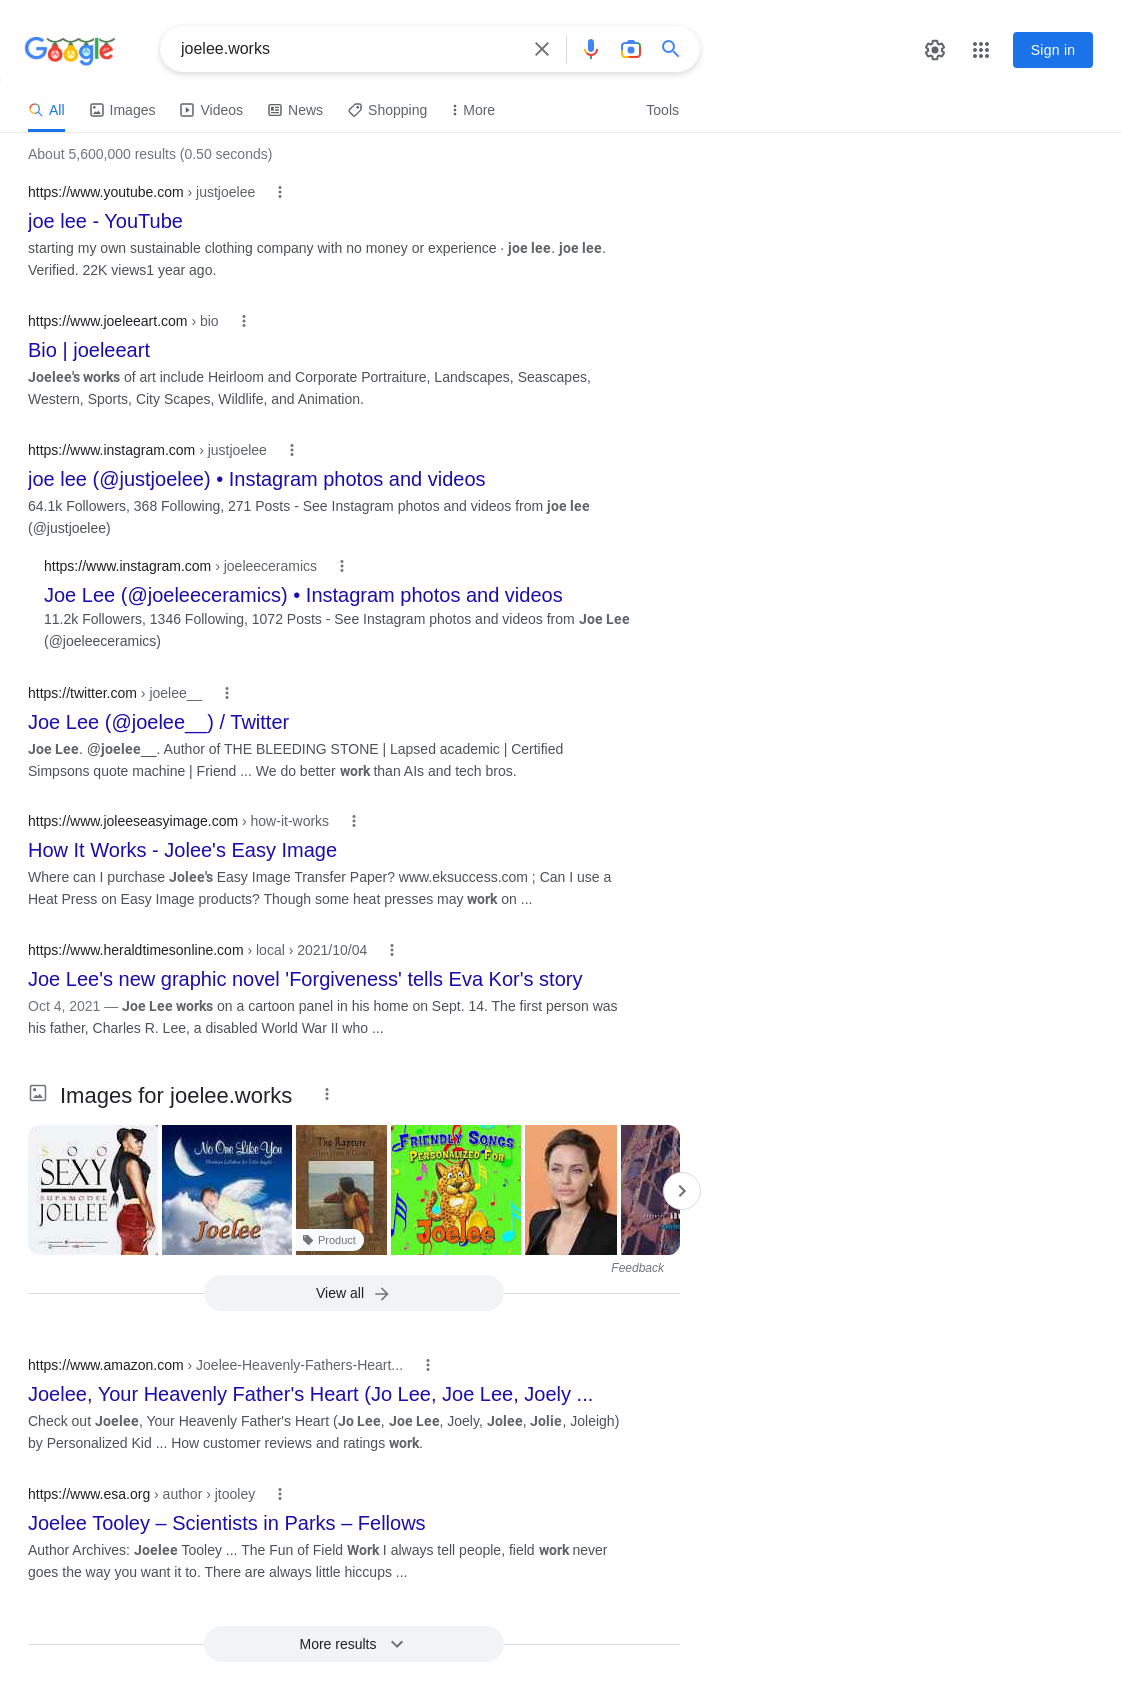 Google
joelee.works
Sign in
All
Images
Videos
News
Shopping
More
Tools
About 5,600,000 results (0.50 seconds)
https://www.youtube.com › justjoelee
joe lee - YouTube
starting my own sustainable clothing company with no money or experience · joe lee. joe lee.
Verified. 22K views1 year ago.
https://www.joeleeart.com › bio
Bio | joeleeart
Joelee's works of art include Heirloom and Corporate Portraiture, Landscapes, Seascapes,
Western, Sports, City Scapes, Wildlife, and Animation.
https://www.instagram.com › justjoelee
joe lee (@justjoelee) • Instagram photos and videos
64.1k Followers, 368 Following, 271 Posts - See Instagram photos and videos from joe lee
(@justjoelee)
https://www.instagram.com › joeleeceramics
Joe Lee (@joeleeceramics) • Instagram photos and videos
11.2k Followers, 1346 Following, 1072 Posts - See Instagram photos and videos from Joe Lee
(@joeleeceramics)
https://twitter.com › joelee__
Joe Lee (@joelee__) / Twitter
Joe Lee. @joelee__. Author of THE BLEEDING STONE | Lapsed academic | Certified
Simpsons quote machine | Friend ... We do better work than AIs and tech bros.
https://www.joleeseasyimage.com › how-it-works
How It Works - Jolee's Easy Image
Where can I purchase Jolee's Easy Image Transfer Paper? www.eksuccess.com ; Can I use a
Heat Press on Easy Image products? Though some heat presses may work on ...
https://www.heraldtimesonline.com › local › 2021/10/04
Joe Lee's new graphic novel 'Forgiveness' tells Eva Kor's story
Oct 4, 2021 — Joe Lee works on a cartoon panel in his home on Sept. 14. The first person was
his father, Charles R. Lee, a disabled World War II who ...
Images for joelee.works
SOO
SEXY
SUPAMODEL
JOELEE
No One Like You
Joelee
The Rapture
Product
FRIENDLY SONGS
PERSONALIZED FOR
Joelee
Feedback
View all
https://www.amazon.com › Joelee-Heavenly-Fathers-Heart...
Joelee, Your Heavenly Father's Heart (Jo Lee, Joe Lee, Joely ...
Check out Joelee, Your Heavenly Father's Heart (Jo Lee, Joe Lee, Joely, Jolee, Jolie, Joleigh)
by Personalized Kid ... How customer reviews and ratings work.
https://www.esa.org › author › jtooley
Joelee Tooley – Scientists in Parks – Fellows
Author Archives: Joelee Tooley ... The Fun of Field Work I always tell people, field work never
goes the way you want it to. There are always little hiccups ...
More results